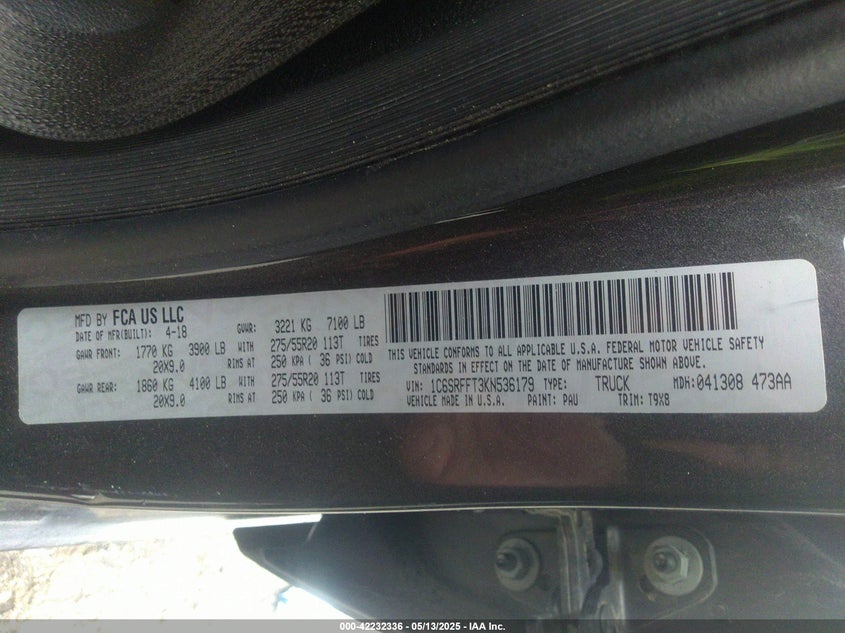 MFD BY FCA US LLC
DATE OF MFR(BUILT): 4-18 GVWR: 3221 KG 7100 LB
GAWR FRONT: 1770 KG 3900 LB WITH 275/55R20 113T TIRES
20X9.0 RIMS AT 250 KPA ( 36 PSI) COLD
GAWR REAR: 1860 KG 4100 LB WITH 275/55R20 113T TIRES
20X9.0 RIMS AT 250 KPA ( 36 PSI) COLD
THIS VEHICLE CONFORMS TO ALL APPLICABLE U.S.A. FEDERAL MOTOR VEHICLE SAFETY
STANDARDS IN EFFECT ON THE DATE OF MANUFACTURE SHOWN ABOVE.
VIN: 1C6SRFFT3KN536179 TYPE: TRUCK MDH: 041308 473AA
VEHICLE MADE IN U.S.A. PAINT: PAU TRIM: T9X8
000-42232336 - 05/13/2025 - IAA Inc.